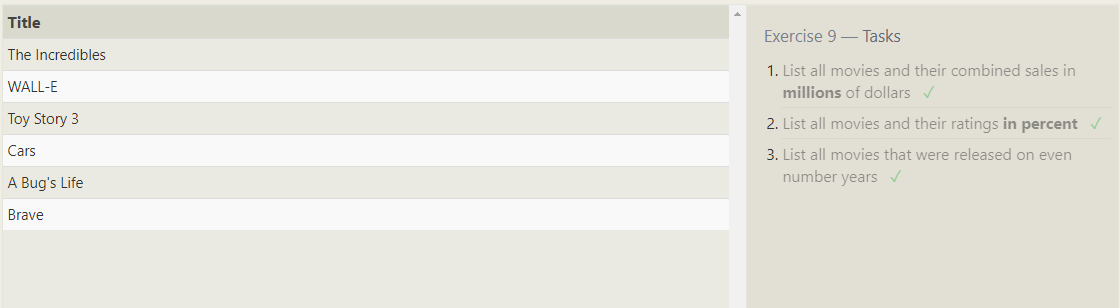 Title
The Incredibles
WALL-E
Toy Story 3
Cars
A Bug's Life
Brave
Exercise 9 — Tasks
1. List all movies and their combined sales in
millions of dollars ✓
2. List all movies and their ratings in percent ✓
3. List all movies that were released on even
number years ✓